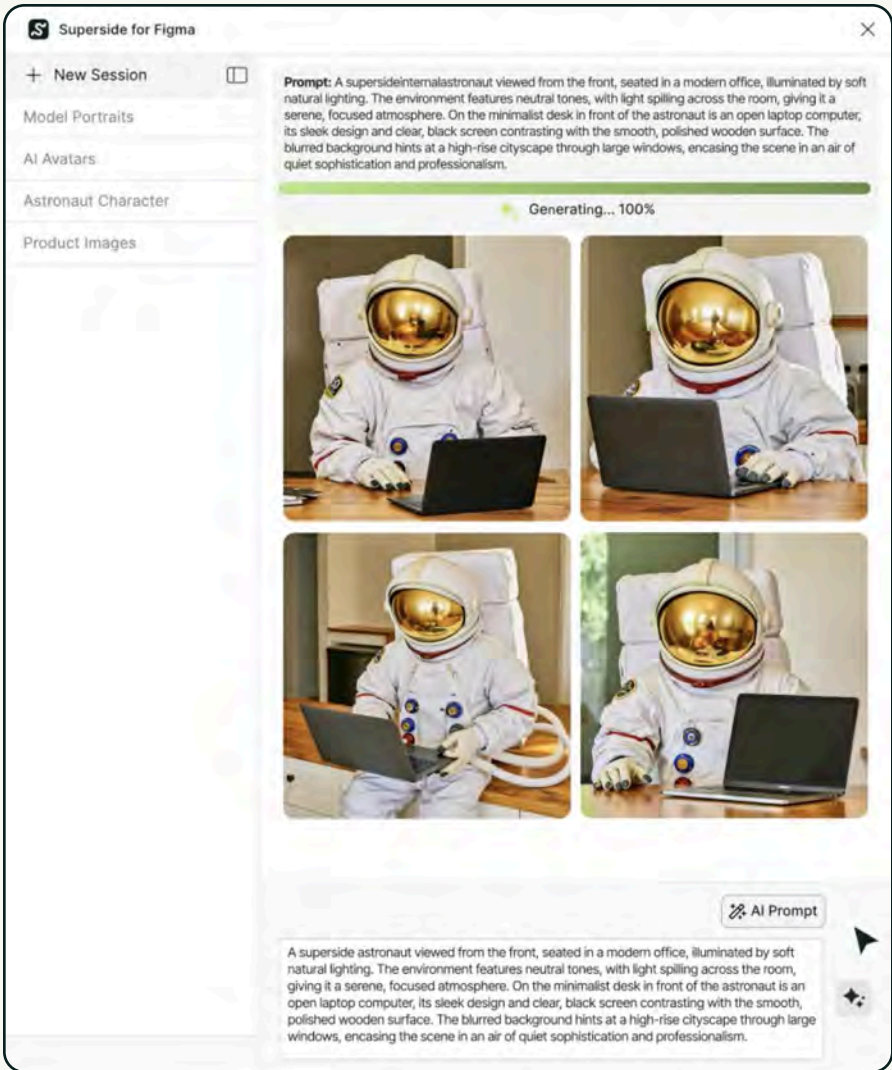 Superside for Figma
New Session
Model Portraits
AI Avatars
Astronaut Character
Product Images
Prompt: A supersideinternalastronaut viewed from the front, seated in a modern office, illuminated by soft
natural lighting. The environment features neutral tones, with light spilling across the room, giving it a
serene, focused atmosphere. On the minimalist desk in front of the astronaut is an open laptop computer,
its sleek design and clear, black screen contrasting with the smooth, polished wooden surface. The
blurred background hints at a high-rise cityscape through large windows, encasing the scene in an air of
quiet sophistication and professionalism.
Generating... 100%
AI Prompt
A superside astronaut viewed from the front, seated in a modern office, illuminated by soft
natural lighting. The environment features neutral tones, with light spilling across the room,
giving it a serene, focused atmosphere. On the minimalist desk in front of the astronaut is an
open laptop computer, its sleek design and clear, black screen contrasting with the smooth,
polished wooden surface. The blurred background hints at a high-rise cityscape through large
windows, encasing the scene in an air of quiet sophistication and professionalism.